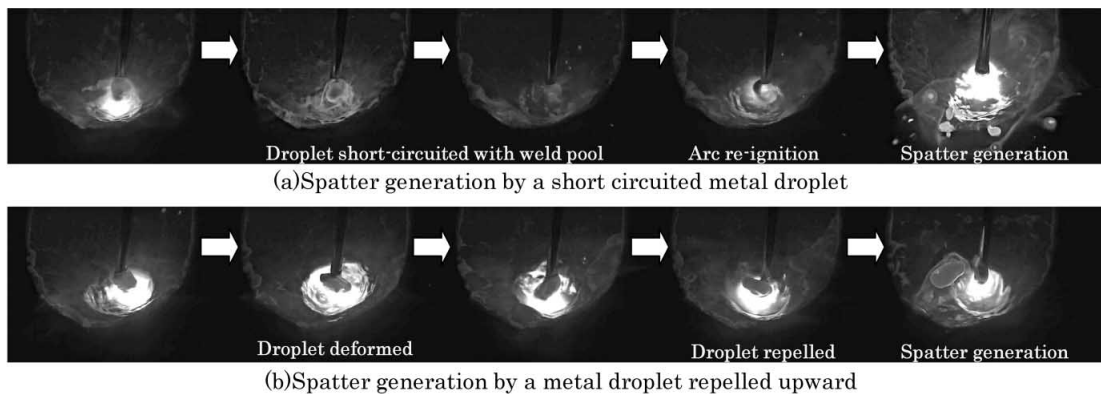 Droplet short-circuited with weld pool
Arc re-ignition
Spatter generation
(a)Spatter generation by a short circuited metal droplet
Droplet deformed
Droplet repelled
Spatter generation
(b)Spatter generation by a metal droplet repelled upward